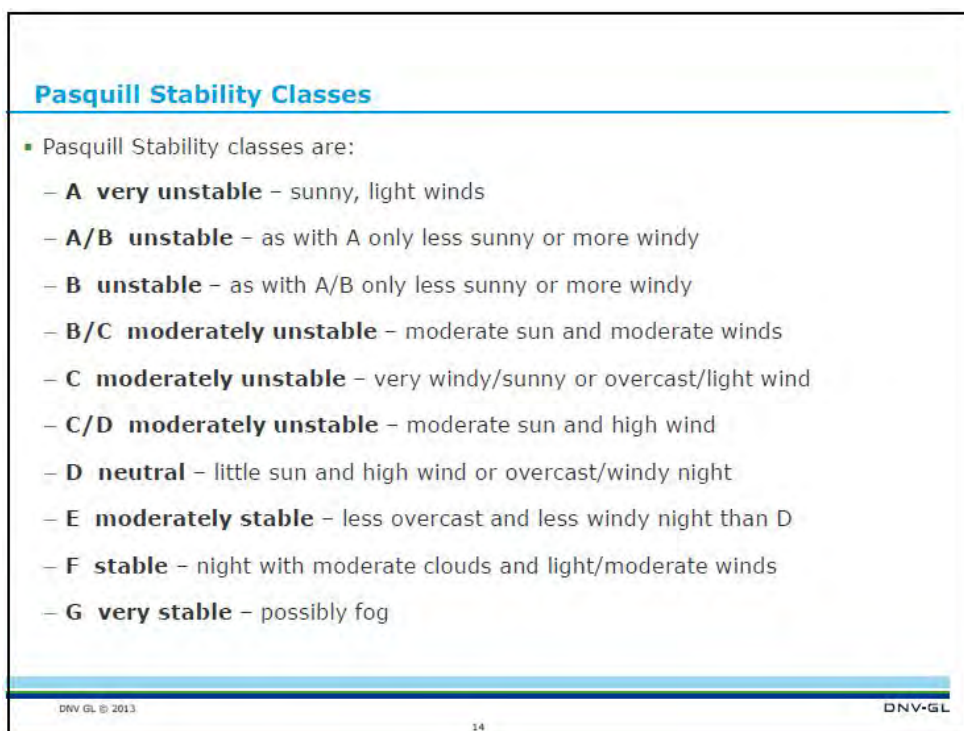 Pasquill Stability Classes
▪ Pasquill Stability classes are:
– A very unstable – sunny, light winds
– A/B unstable – as with A only less sunny or more windy
– B unstable – as with A/B only less sunny or more windy
– B/C moderately unstable – moderate sun and moderate winds
– C moderately unstable – very windy/sunny or overcast/light wind
– C/D moderately unstable – moderate sun and high wind
– D neutral – little sun and high wind or overcast/windy night
– E moderately stable – less overcast and less windy night than D
– F stable – night with moderate clouds and light/moderate winds
– G very stable – possibly fog
DNV GL © 2013
DNV·GL
14